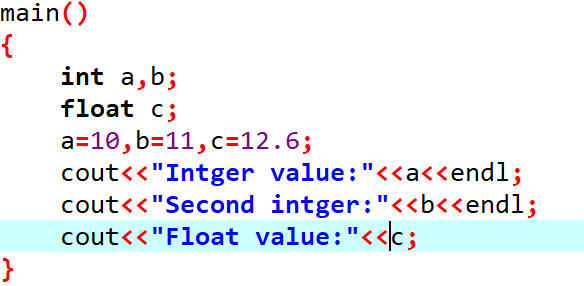 main()
{
    int a,b;
    float c;
    a=10,b=11,c=12.6;
    cout<<"Intger value:"<<a<<endl;
    cout<<"Second intger:"<<b<<endl;
    cout<<"Float value:"<<c;
}